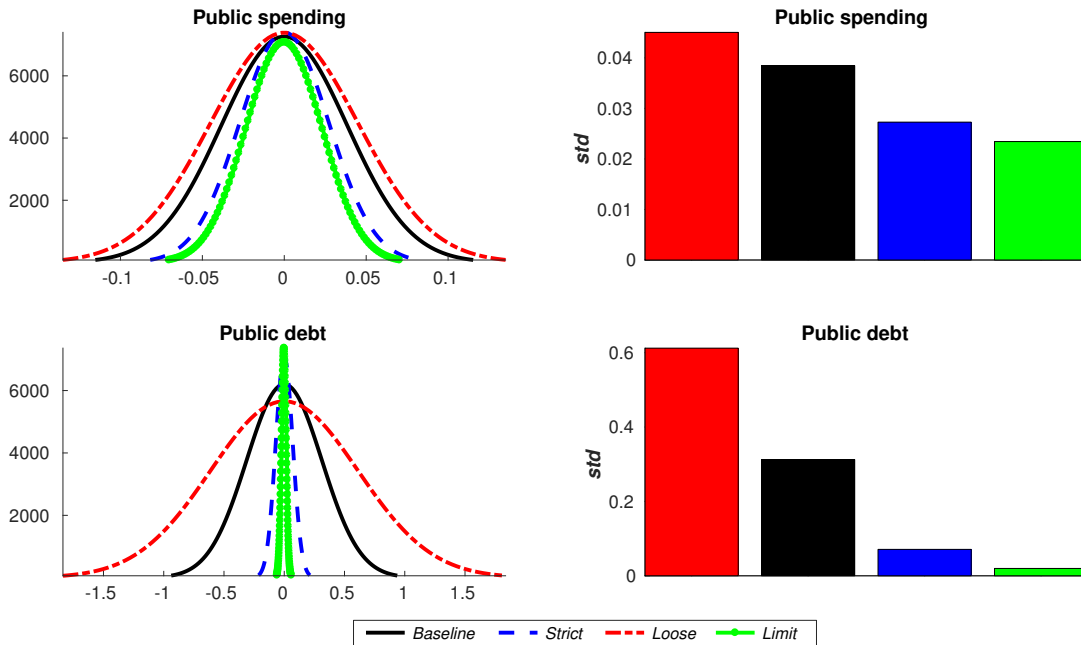 Public spending
6000
4000
2000
-0.1 -0.05 0 0.05 0.1
Public spending
std
0.04
0.03
0.02
0.01
0
Public debt
6000
4000
2000
-1.5 -1 -0.5 0 0.5 1 1.5
Public debt
std
0.6
0.4
0.2
0
Baseline Strict Loose Limit